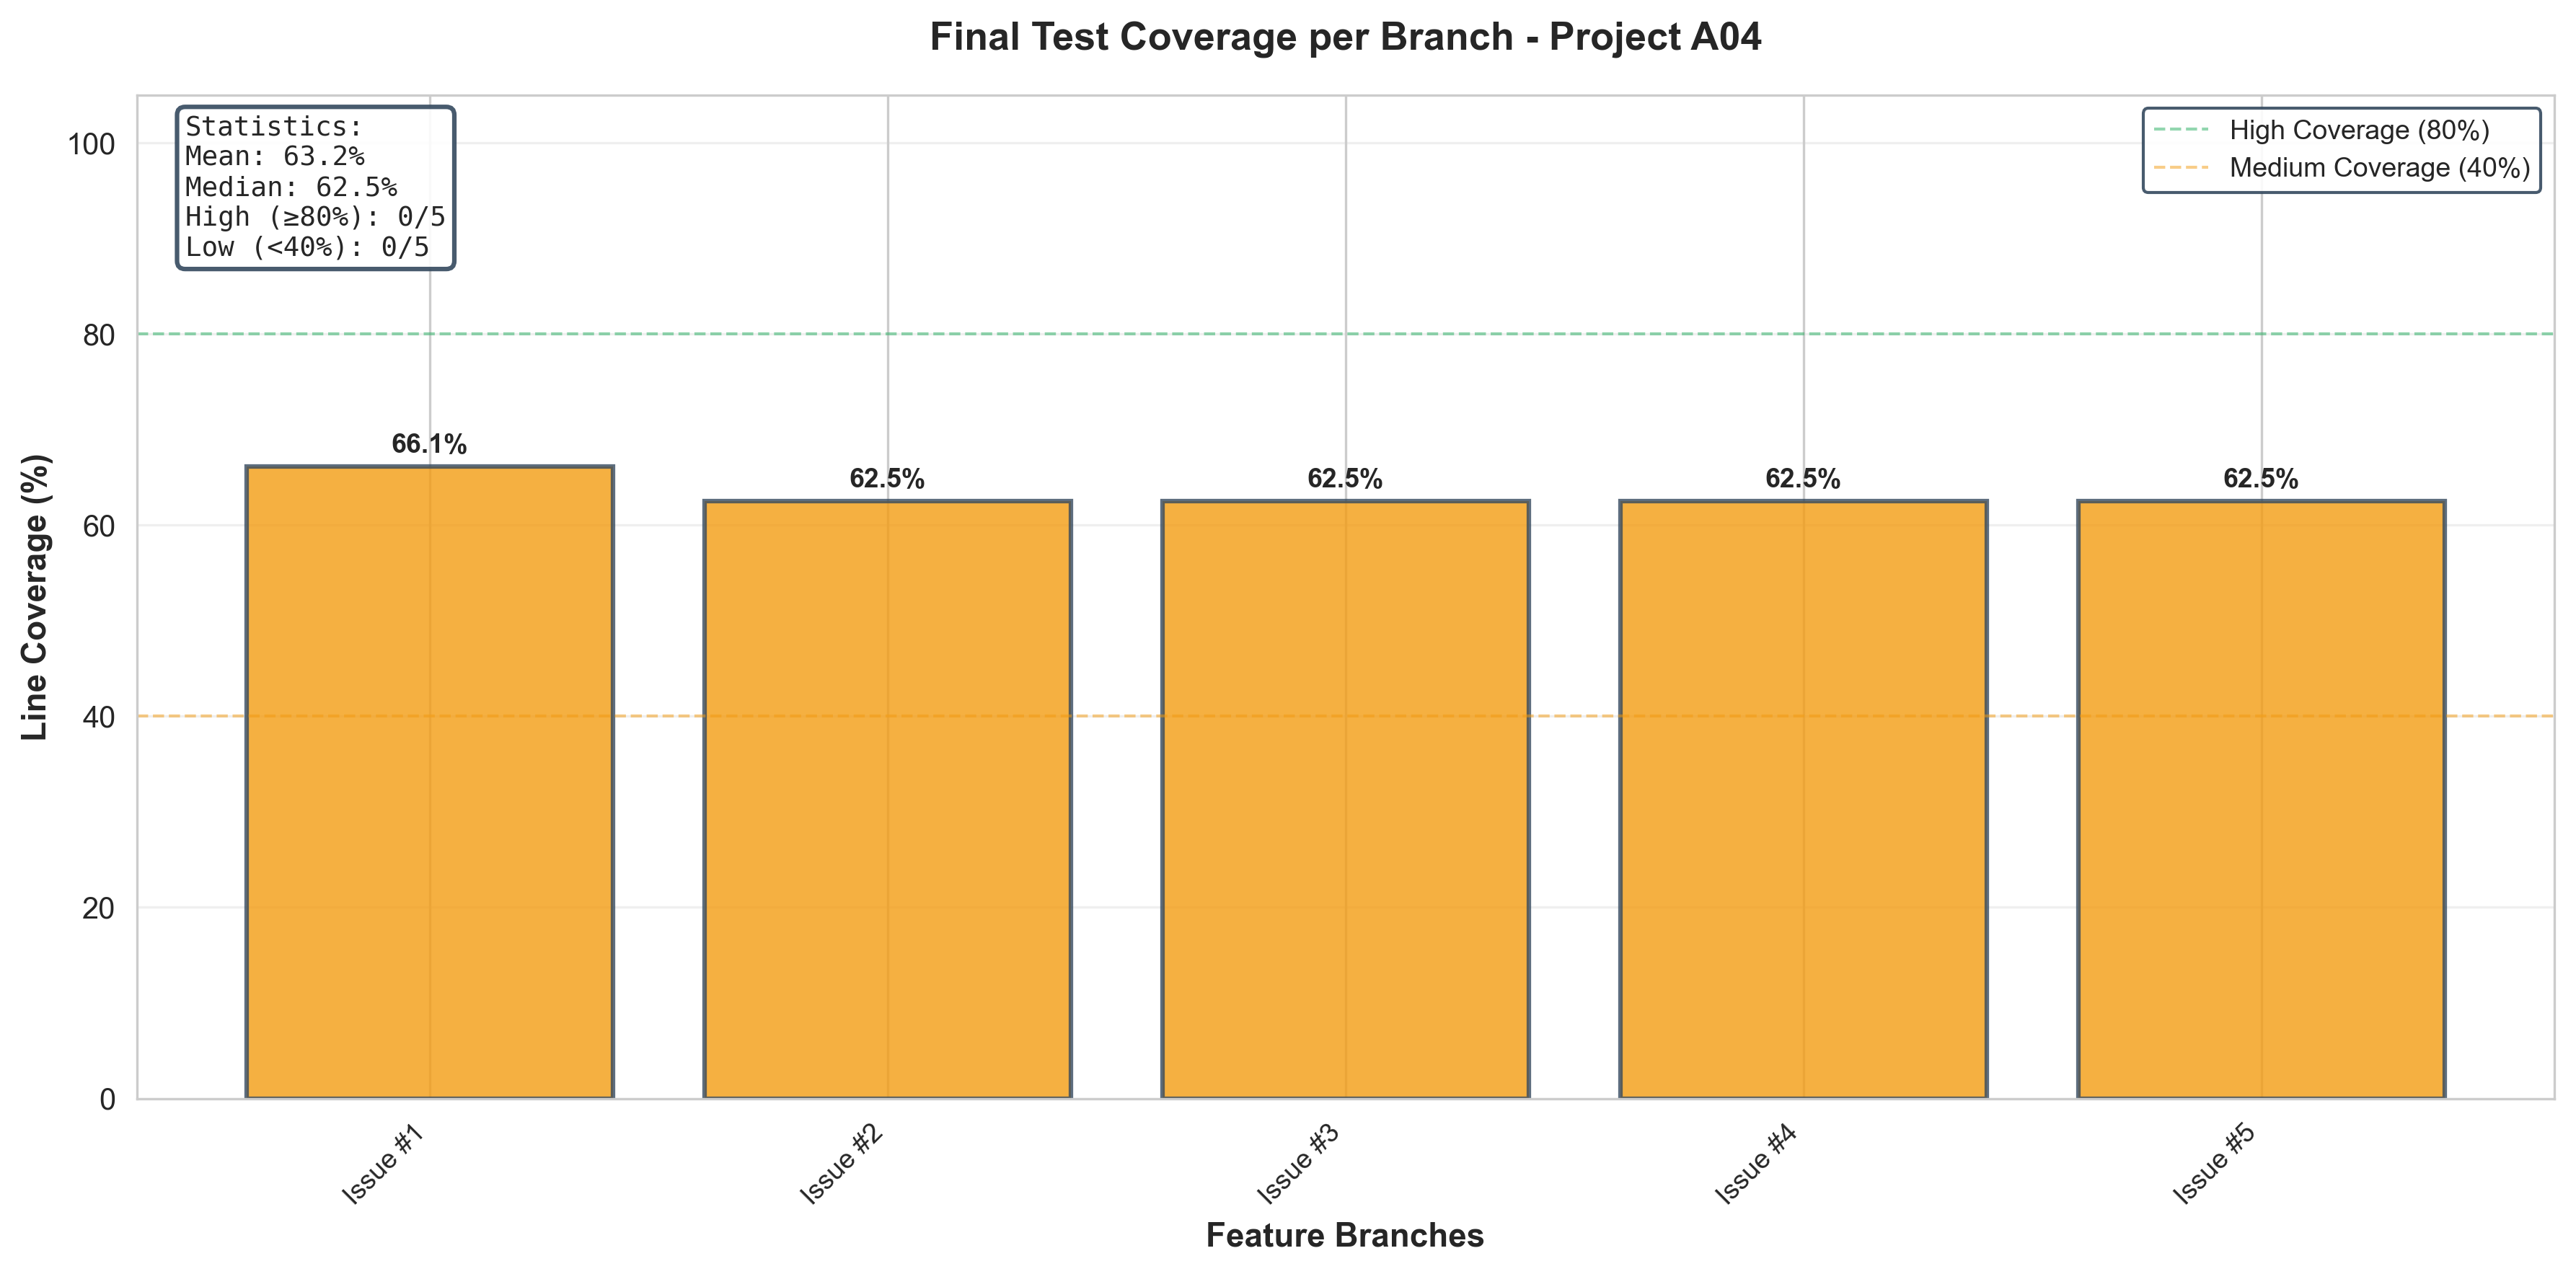 Final Test Coverage per Branch - Project A04
Statistics:
Mean: 63.2%
Median: 62.5%
High (≥80%): 0/5
Low (<40%): 0/5
High Coverage (80%)
Medium Coverage (40%)
Line Coverage (%)
100
80
60
40
20
0
66.1%
62.5%
62.5%
62.5%
62.5%
Issue #1
Issue #2
Issue #3
Issue #4
Issue #5
Feature Branches